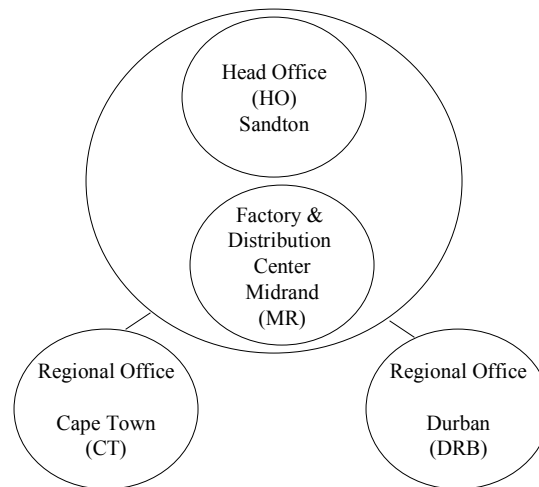 Head Office
(HO)
Sandton
Factory &
Distribution
Center
Midrand
(MR)
Regional Office
Cape Town
(CT)
Regional Office
Durban
(DRB)